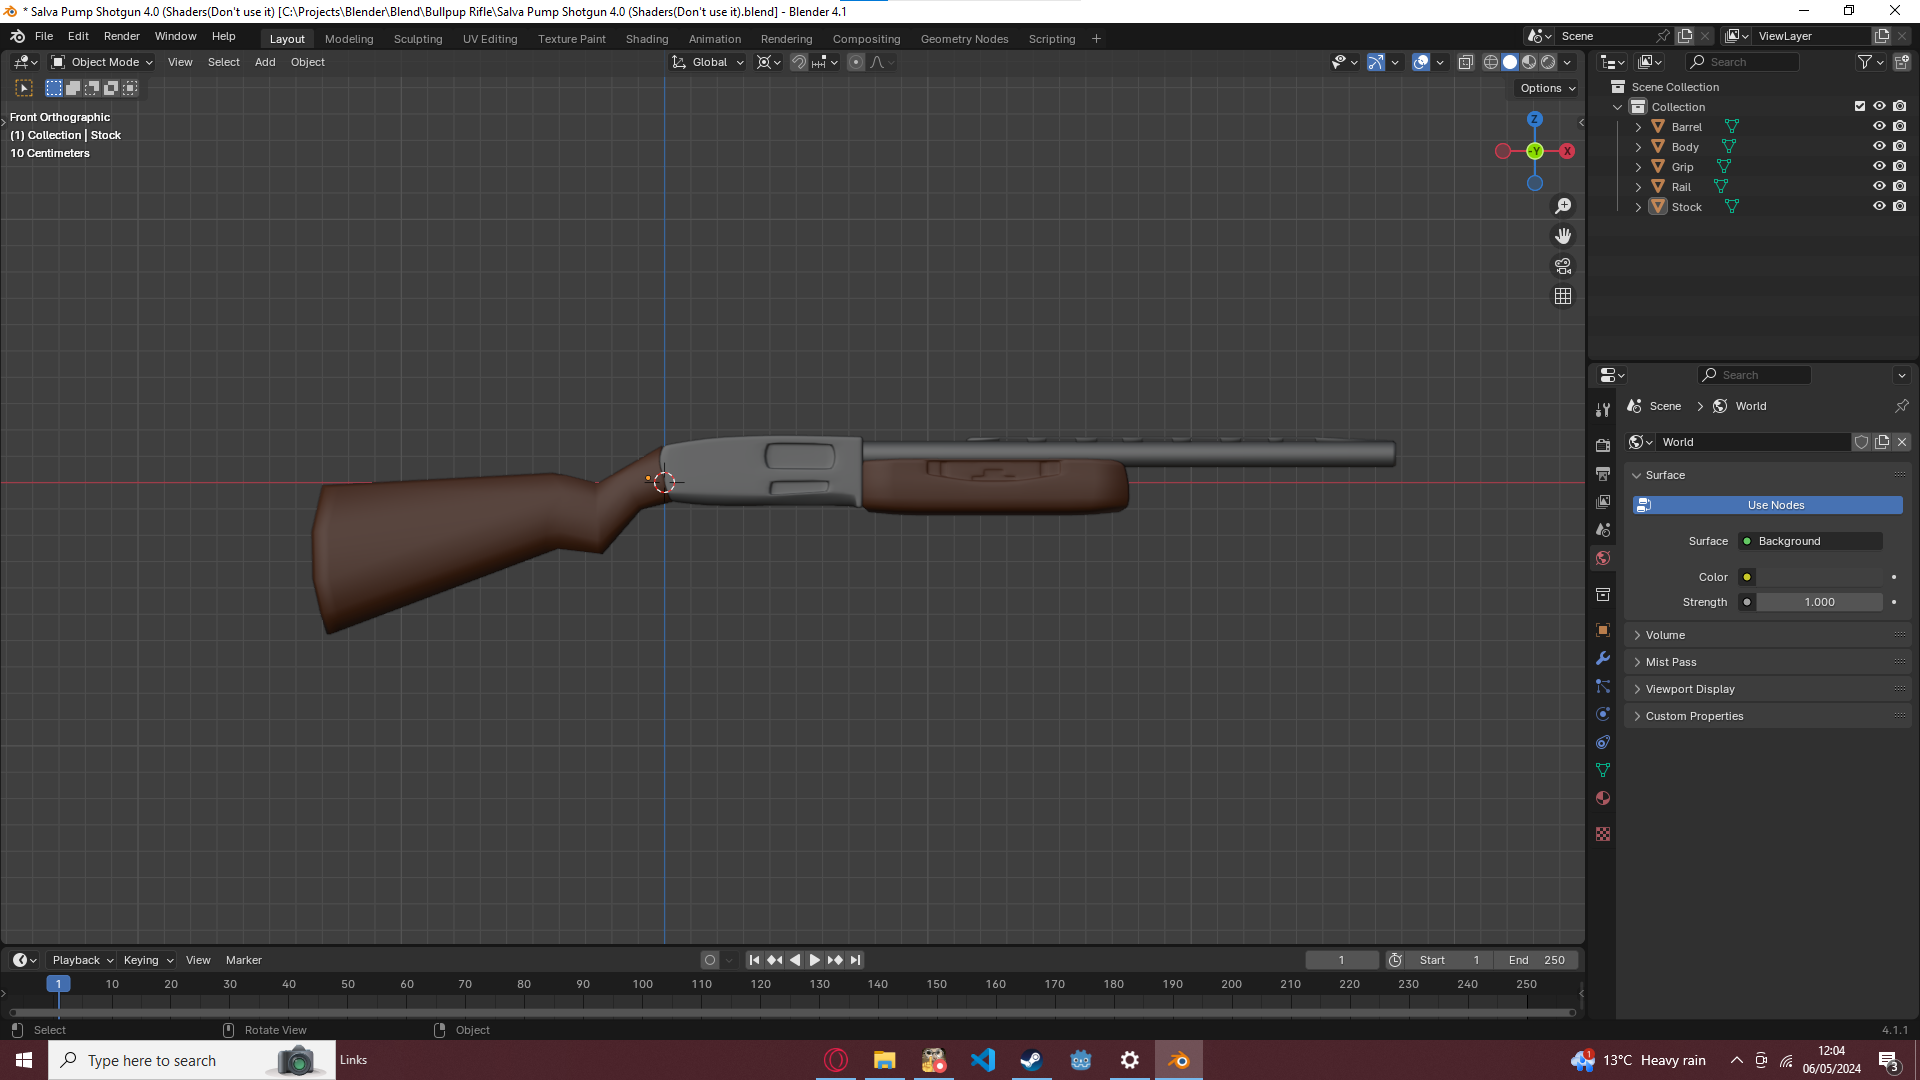 * Salva Pump Shotgun 4.0 (Shaders(Don't use it) [C:\Projects\Blender\Blend\Bullpup Rifle\Salva Pump Shotgun 4.0 (Shaders(Don't use it).blend] - Blender 4.1
File Edit Render Window Help Layout Modeling Sculpting UV Editing Texture Paint Shading Animation Rendering Compositing Geometry Nodes Scripting + Scene ViewLayer
Object Mode View Select Add Object Global Search
Options
Front Orthographic
(1) Collection | Stock
10 Centimeters
Z
-Y
X
Scene Collection
Collection
Barrel
Body
Grip
Rail
Stock
Search
Scene > World
World
Surface
Use Nodes
Surface Background
Color
Strength 1.000
Volume
Mist Pass
Viewport Display
Custom Properties
Playback Keying View Marker 1 Start 1 End 250
1 10 20 30 40 50 60 70 80 90 100 110 120 130 140 150 160 170 180 190 200 210 220 230 240 250
Select Rotate View Object 4.1.1
Type here to search Links 1 13°C Heavy rain 12:04
06/05/2024 3